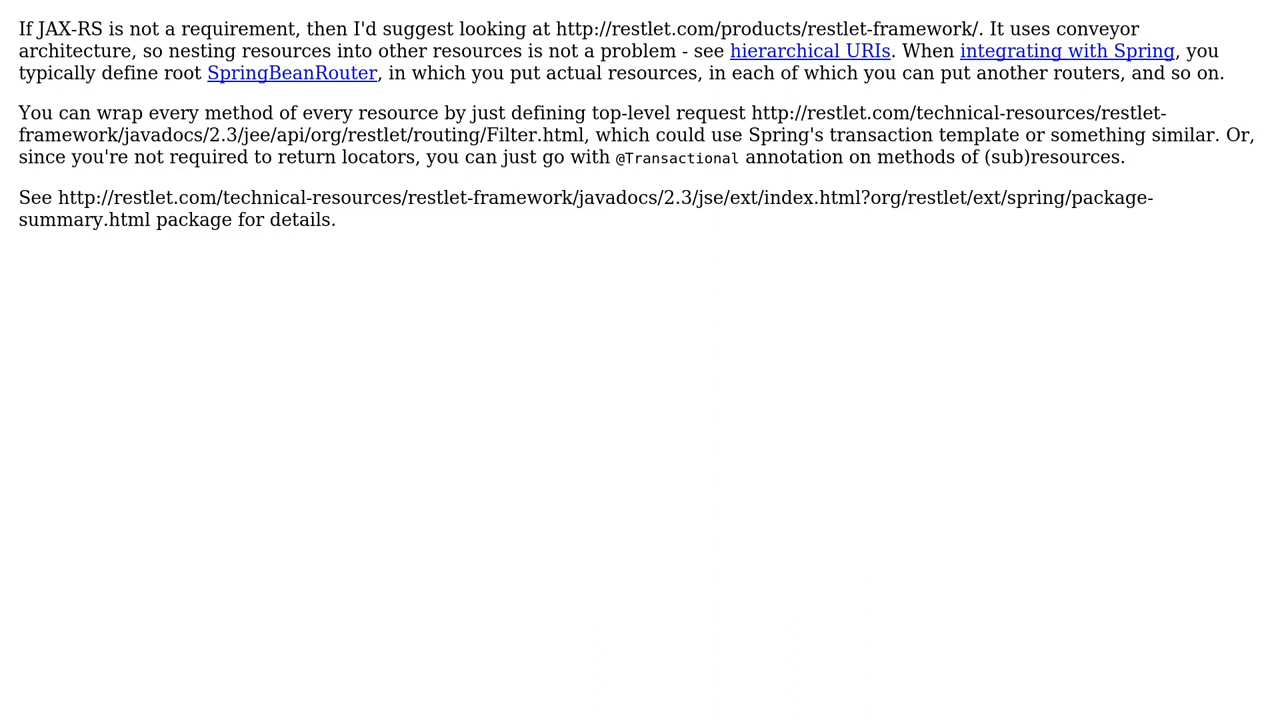 If JAX-RS is not a requirement, then I'd suggest looking at http://restlet.com/products/restlet-framework/. It uses conveyor
architecture, so nesting resources into other resources is not a problem - see hierarchical URIs. When integrating with Spring, you
typically define root SpringBeanRouter, in which you put actual resources, in each of which you can put another routers, and so on.
You can wrap every method of every resource by just defining top-level request http://restlet.com/technical-resources/restlet-
framework/javadocs/2.3/jee/api/org/restlet/routing/Filter.html, which could use Spring's transaction template or something similar. Or,
since you're not required to return locators, you can just go with @Transactional annotation on methods of (sub)resources.
See http://restlet.com/technical-resources/restlet-framework/javadocs/2.3/jse/ext/index.html?org/restlet/ext/spring/package-
summary.html package for details.